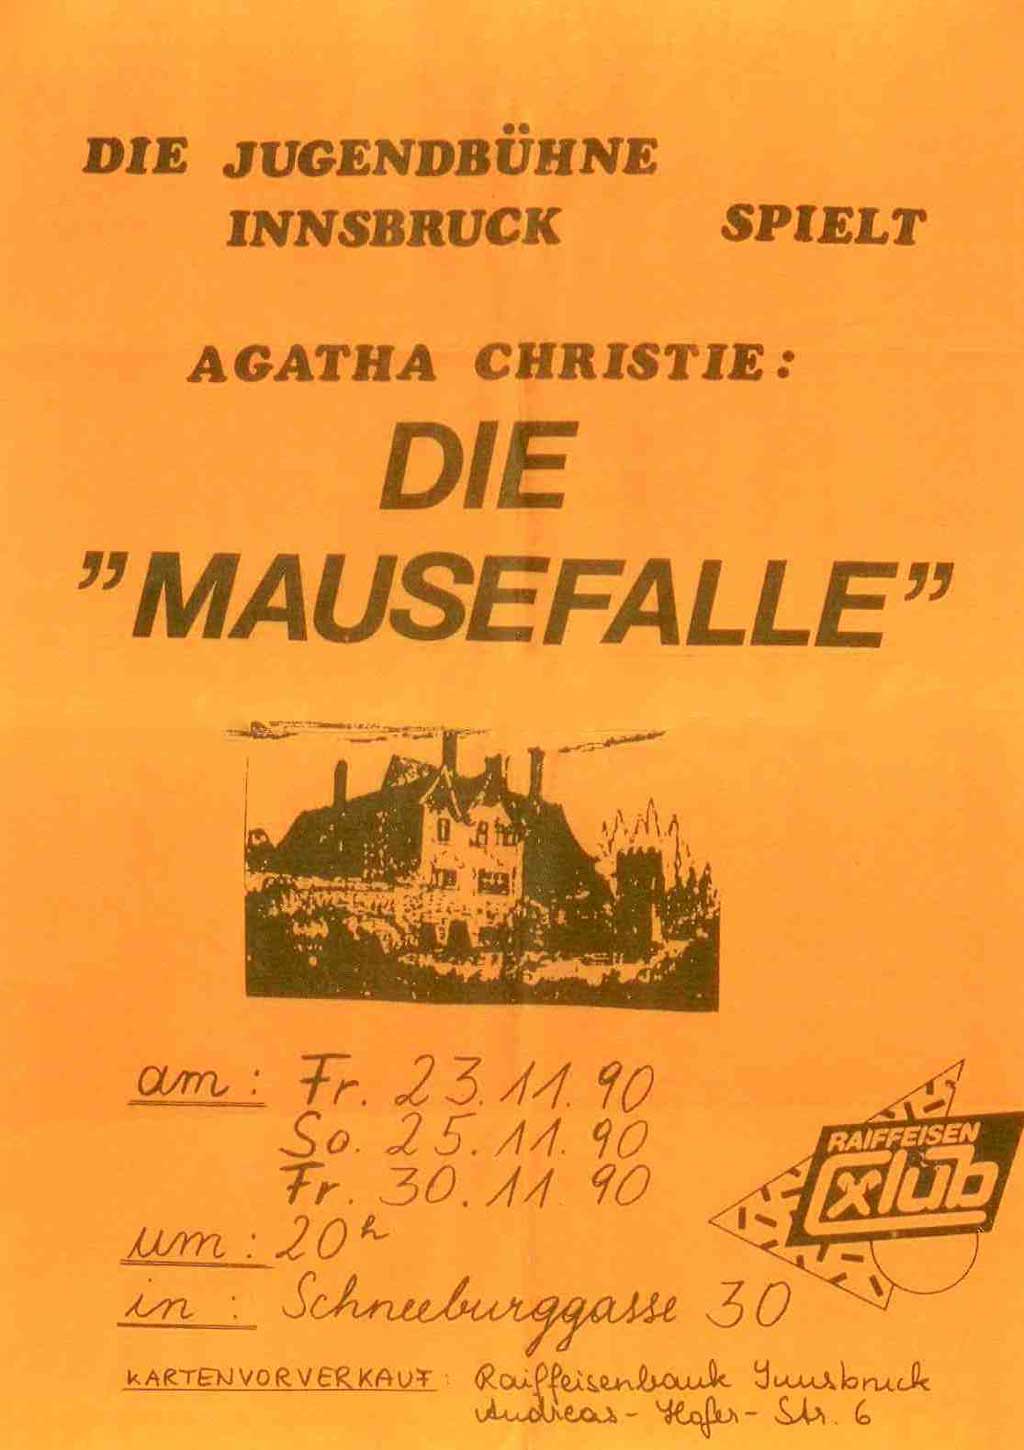 DIE JUGENDBÜHNE
INNSBRUCK SPIELT
AGATHA CHRISTIE:
DIE
"MAUSEFALLE"
am: Fr. 23.11.90
So. 25.11.90
Fr. 30.11.90
um: 20h
in: Schneeburggasse 30
RAIFFEISEN
Club
KARTENVORVERKAUF: Raiffeisenbank Innsbruck
Andreas-Hofer-Str. 6